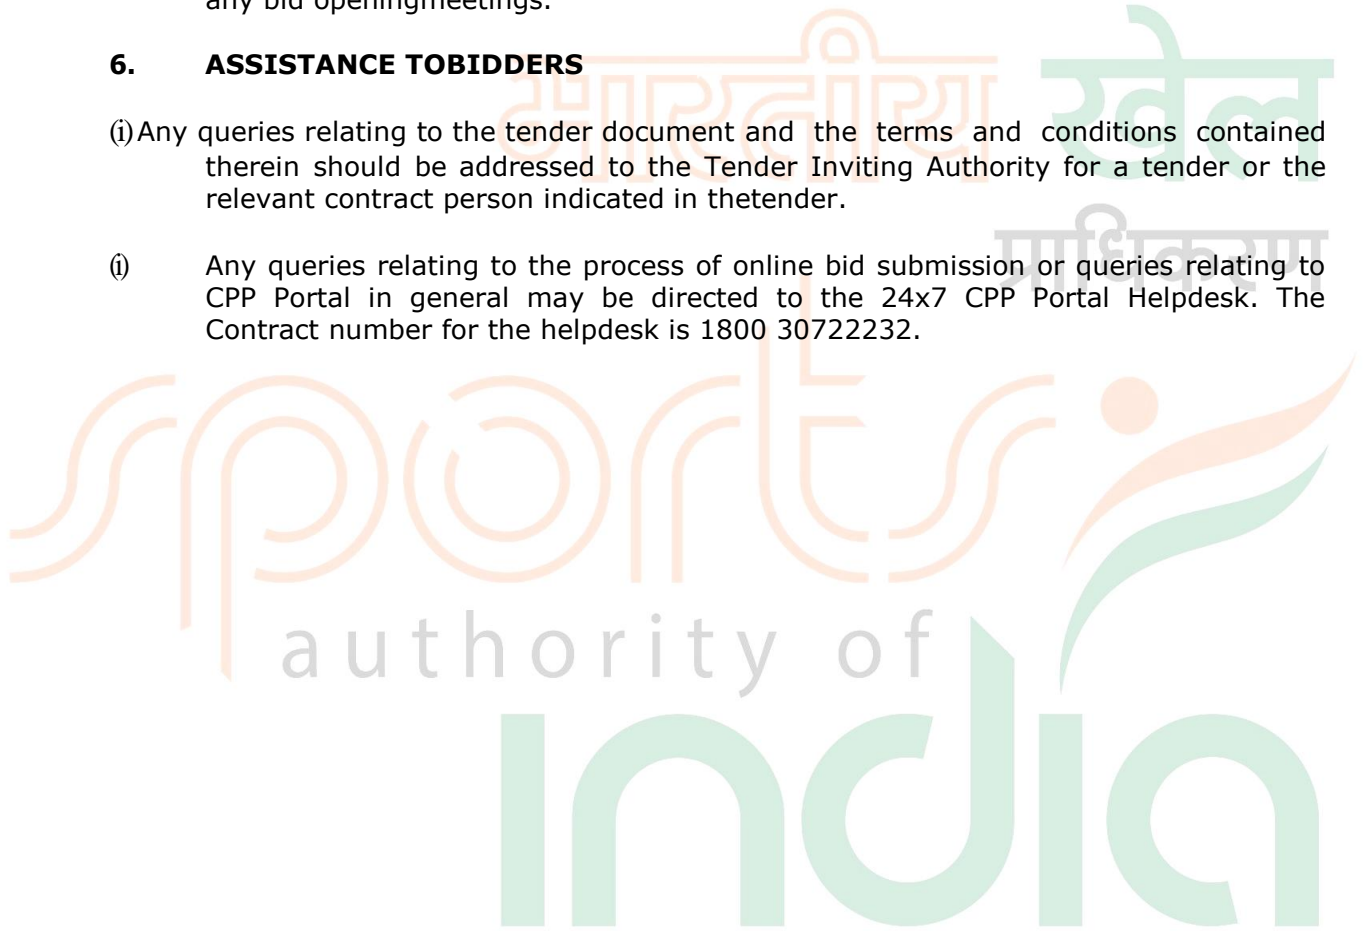 any bid openingmeetings.
6. ASSISTANCE TOBIDDERS
(i) Any queries relating to the tender document and the terms and conditions contained
therein should be addressed to the Tender Inviting Authority for a tender or the
relevant contract person indicated in thetender.
(i) Any queries relating to the process of online bid submission or queries relating to
CPP Portal in general may be directed to the 24x7 CPP Portal Helpdesk. The
Contract number for the helpdesk is 1800 30722232.
भारतीय खेल
प्राधिकरण
sports
authority of
india